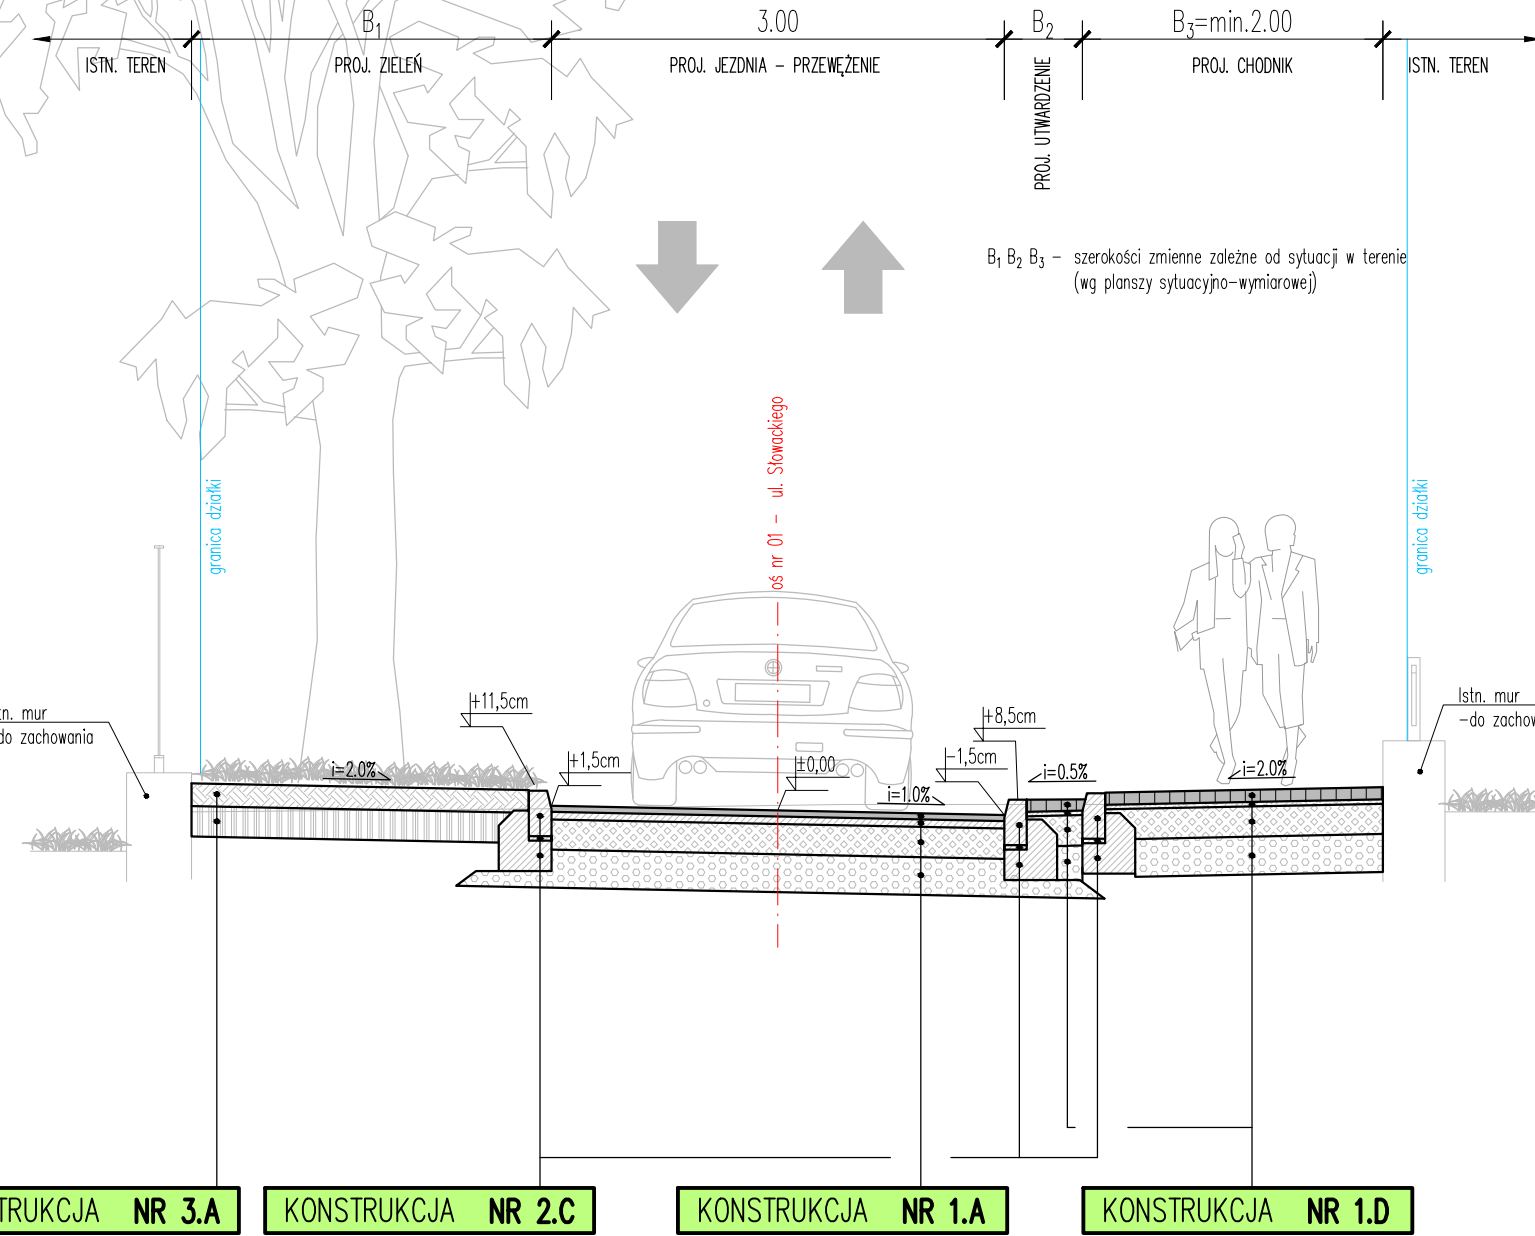 B₁
3.00
B₂
B₃=min.2.00
ISTN. TEREN
PROJ. ZIELEŃ
PROJ. JEZDNIA – PRZEWĘŻENIE
PROJ. UTWARDZENIE
PROJ. CHODNIK
ISTN. TEREN
B₁ B₂ B₃ – szerokości zmienne zależne od sytuacji w terenie
(wg planszy sytuacyjno-wymiarowej)
oś nr 01 – ul. Słowackiego
granica działki
granica działki
tn. mur
do zachowania
+11,5cm
+1,5cm
±0,00
+8,5cm
-1,5cm
i=2.0%
i=1.0%
i=0.5%
i=2.0%
Istn. mur
-do zachow
TRUKCJA NR 3.A
KONSTRUKCJA NR 2.C
KONSTRUKCJA NR 1.A
KONSTRUKCJA NR 1.D